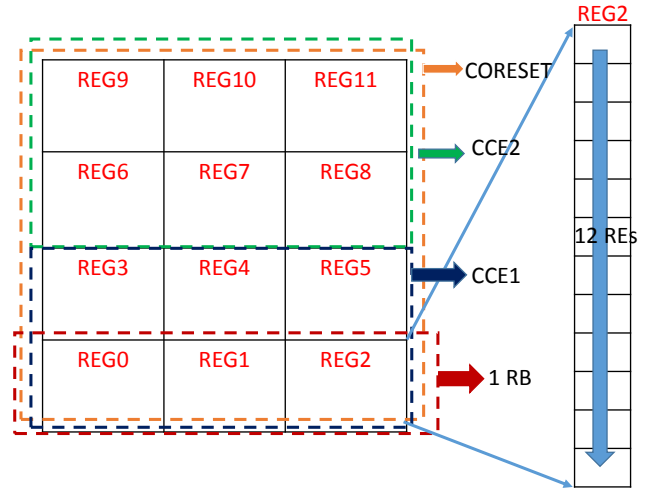 REG2
REG9 REG10 REG11
CORESET
CCE2
REG6 REG7 REG8
12 REs
REG3 REG4 REG5
CCE1
REG0 REG1 REG2
1 RB